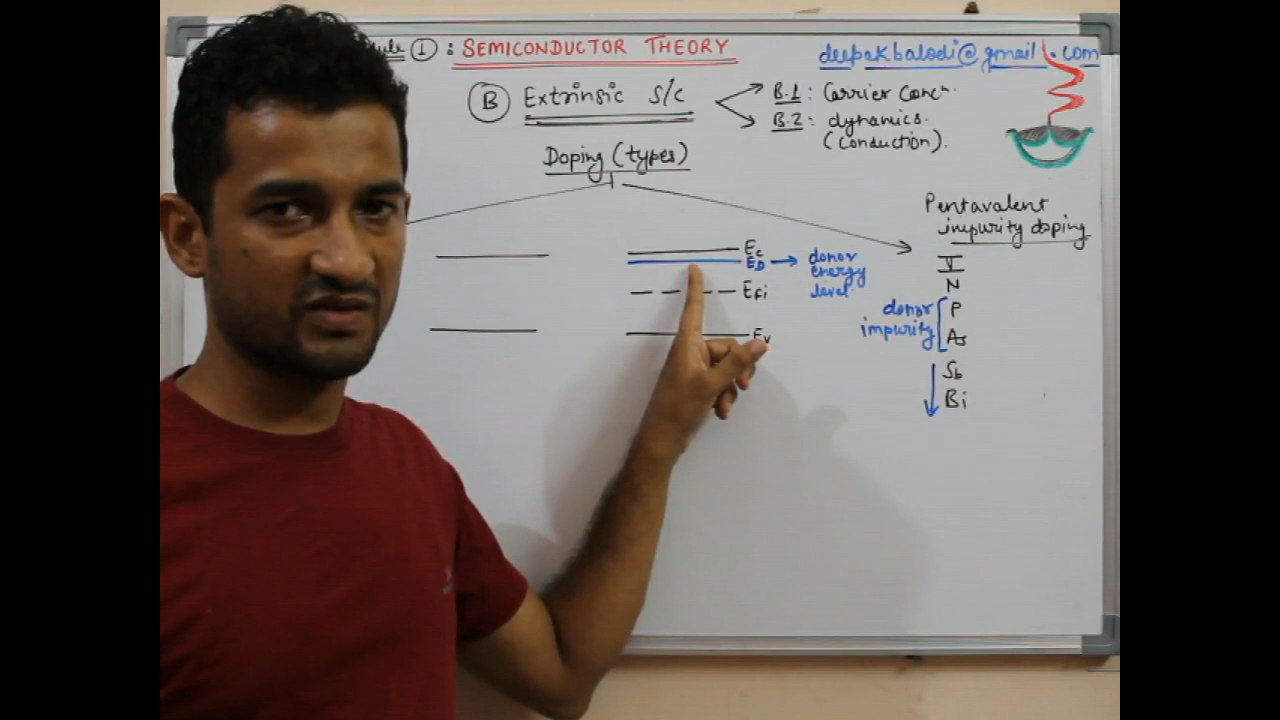 ① : SEMICONDUCTOR THEORY
deepakbalodi@gmail.com
Ⓑ Extrinsic S/C
B.1 : Carrier Concn.
B.2 : dynamics.
(Conduction).
Doping (types)
Pentavalent
impurity doping
V
N
P
As
Sb
Bi
donor
impurity
Ec
ED
donor
energy
level
Efi
Ev